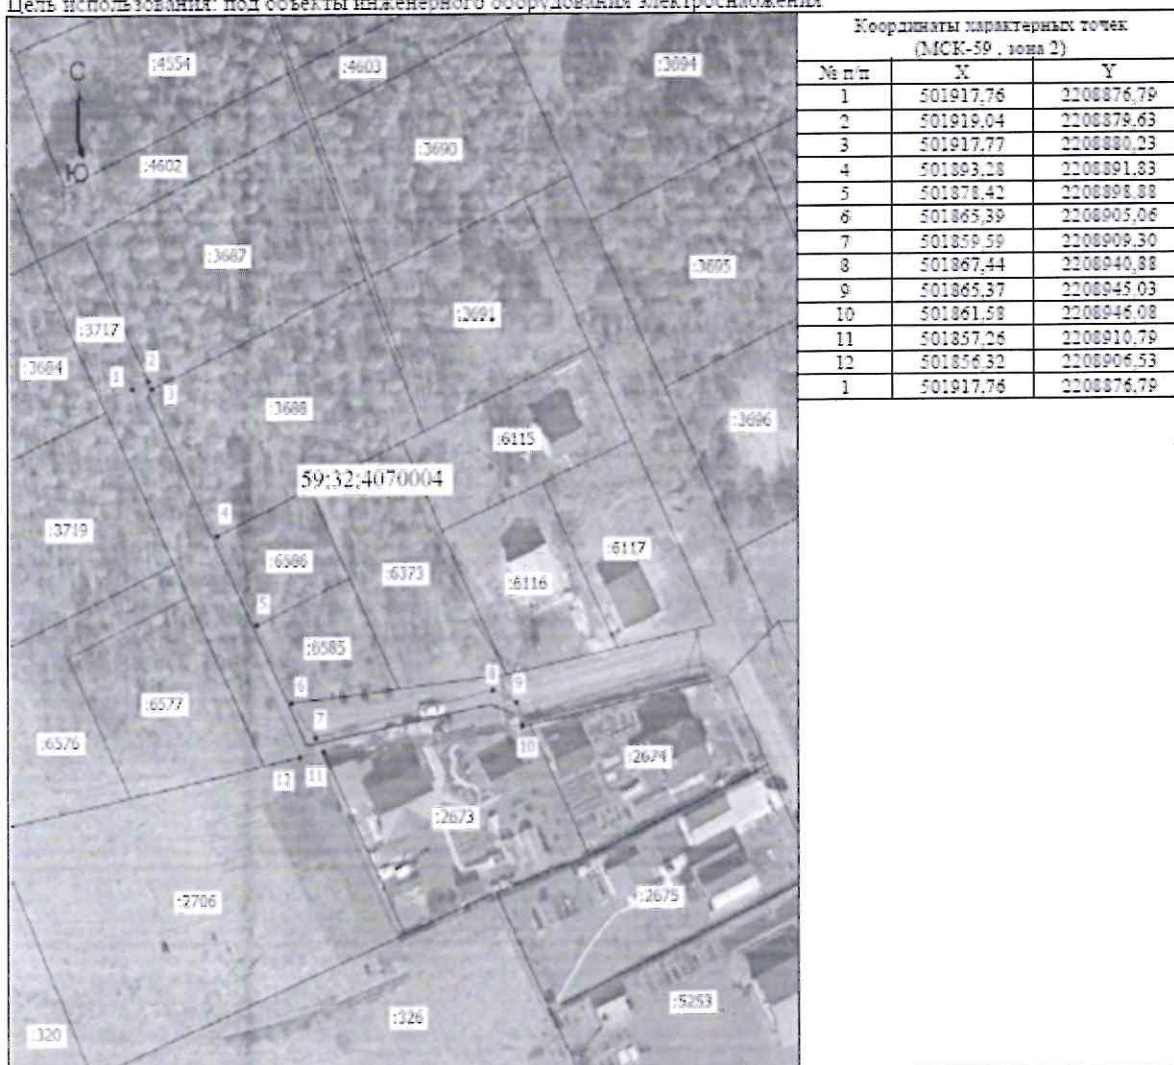 Цель использования: под объекты инженерного оборудования электроснабжения
Координаты характерных точек
(МСК-59 , зона 2)
№ п/п X Y
1 501917,76 2208876,79
2 501919,04 2208879,63
3 501917,77 2208880,23
4 501893,28 2208891,83
5 501878,42 2208898,88
6 501865,39 2208905,06
7 501859,59 2208909,30
8 501867,44 2208940,88
9 501865,37 2208945,03
10 501861,58 2208946,08
11 501857,26 2208910,79
12 501856,32 2208906,53
1 501917,76 2208876,79
С
Ю
:4554
:4603
:3694
:4602
:3690
:3687
:3695
:3717
:3691
:3684
1
2
3
:3688
:6115
:3696
59:32:4070004
:3719
4
:6586
:6373
:6116
:6117
5
:6585
6
8
9
:6577
7
:6576
10
12
11
:2674
:2673
:2706
:2675
:5253
:326
:320